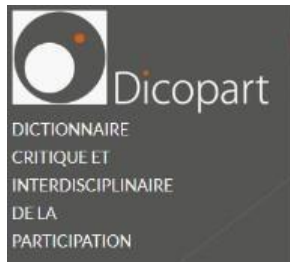 Dicopart
DICTIONNAIRE
CRITIQUE ET
INTERDISCIPLINAIRE
DE LA
PARTICIPATION